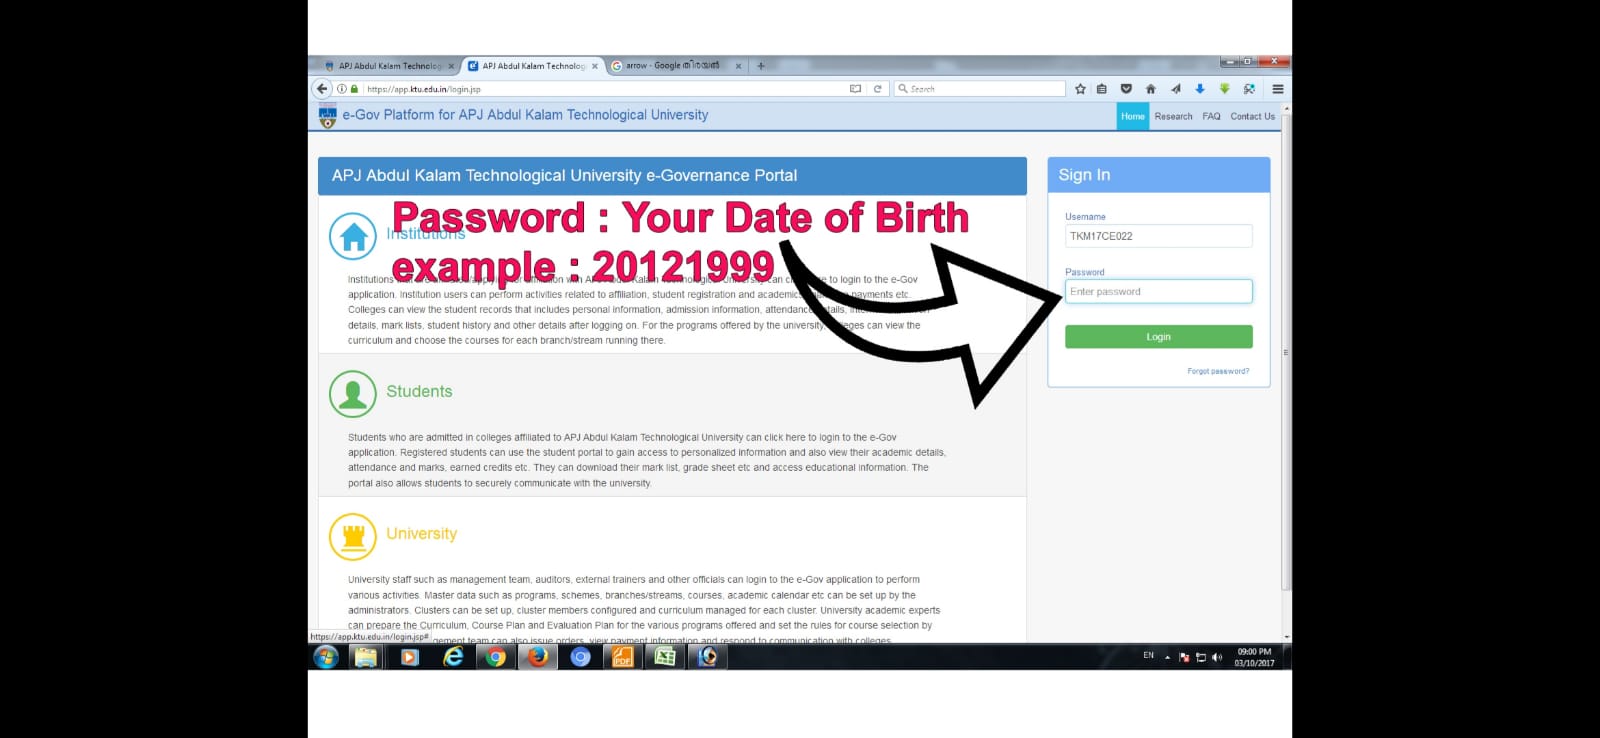 APJ Abdul Kalam Technolog
APJ Abdul Kalam Technolog
arrow - Google തിരയൽ
https://app.ktu.edu.in/login.jsp
Search
e-Gov Platform for APJ Abdul Kalam Technological University
Home Research FAQ Contact Us
APJ Abdul Kalam Technological University e-Governance Portal
Password : Your Date of Birth
example : 20121999
Institutions
Institutions that are
to login to the e-Gov
application. Institution users can perform activities related to affiliation, student registration and academics, payments etc.
Colleges can view the student records that includes personal information, admission information, attendance
details, mark lists, student history and other details after logging on. For the programs offered by the university, colleges can view the
curriculum and choose the courses for each branch/stream running there.
Students
Students who are admitted in colleges affiliated to APJ Abdul Kalam Technological University can click here to login to the e-Gov
application. Registered students can use the student portal to gain access to personalized information and also view their academic details,
attendance and marks, earned credits etc. They can download their mark list, grade sheet etc and access educational information. The
portal also allows students to securely communicate with the university.
University
University staff such as management team, auditors, external trainers and other officials can login to the e-Gov application to perform
various activities. Master data such as programs, schemes, branches/streams, courses, academic calendar etc can be set up by the
administrators. Clusters can be set up, cluster members configured and curriculum managed for each cluster. University academic experts
can prepare the Curriculum, Course Plan and Evaluation Plan for the various programs offered and set the rules for course selection by
gement team can also issue orders, view payment information and respond to communication with colleges.
https://app.ktu.edu.in/login.jsp#
Sign In
Username
TKM17CE022
Password
Enter password
Login
Forgot password?
PDF
EN
09:00 PM
03/10/2017